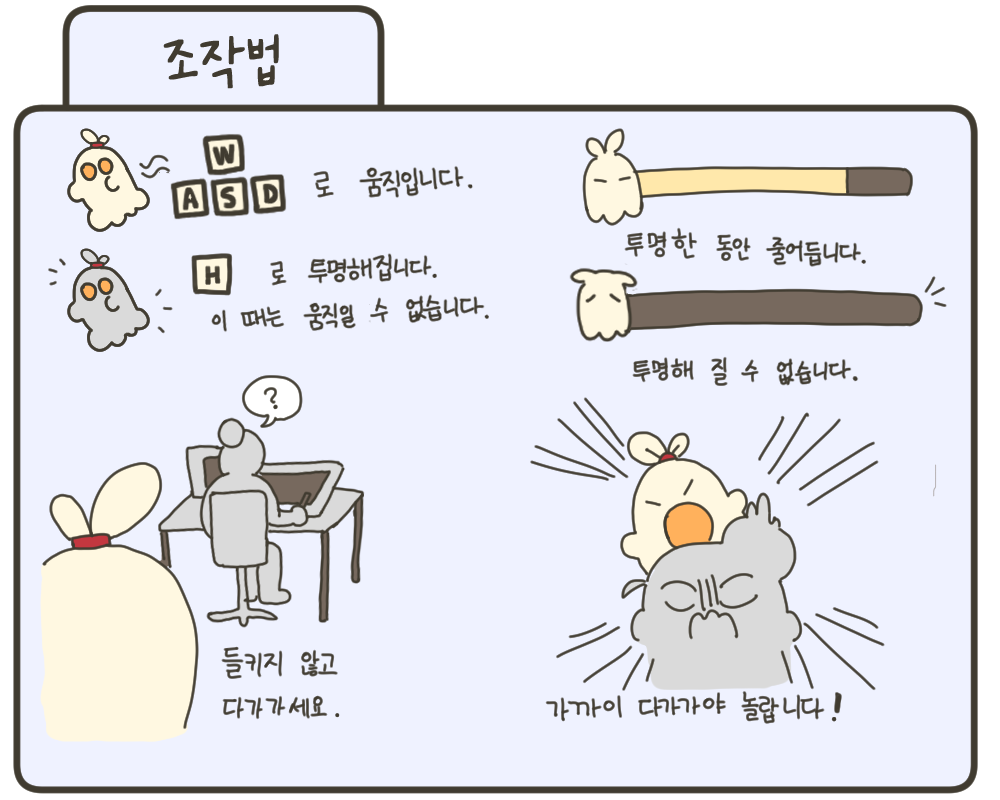 조작법
W
A S D 로 움직입니다.
H 로 투명해집니다.
이 때는 움직일 수 없습니다.
투명한 동안 줄어듭니다.
투명해 질 수 없습니다.
?
들키지 않고
다가가세요.
가까이 다가가야 놀랍니다!